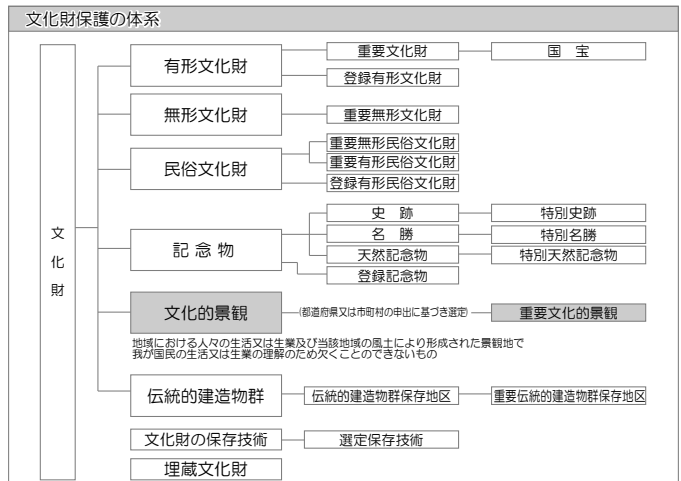 文化財保護の体系
文化財
有形文化財
重要文化財
国 宝
登録有形文化財
無形文化財
重要無形文化財
民俗文化財
重要無形民俗文化財
重要有形民俗文化財
登録有形民俗文化財
記 念 物
史 跡
特別史跡
名 勝
特別名勝
天然記念物
特別天然記念物
登録記念物
文化的景観
(都道府県又は市町村の申出に基づき選定)
重要文化的景観
地域における人々の生活又は生業及び当該地域の風土により形成された景観地で
我が国民の生活又は生業の理解のため欠くことのできないもの
伝統的建造物群
伝統的建造物群保存地区
重要伝統的建造物群保存地区
文化財の保存技術
選定保存技術
埋蔵文化財